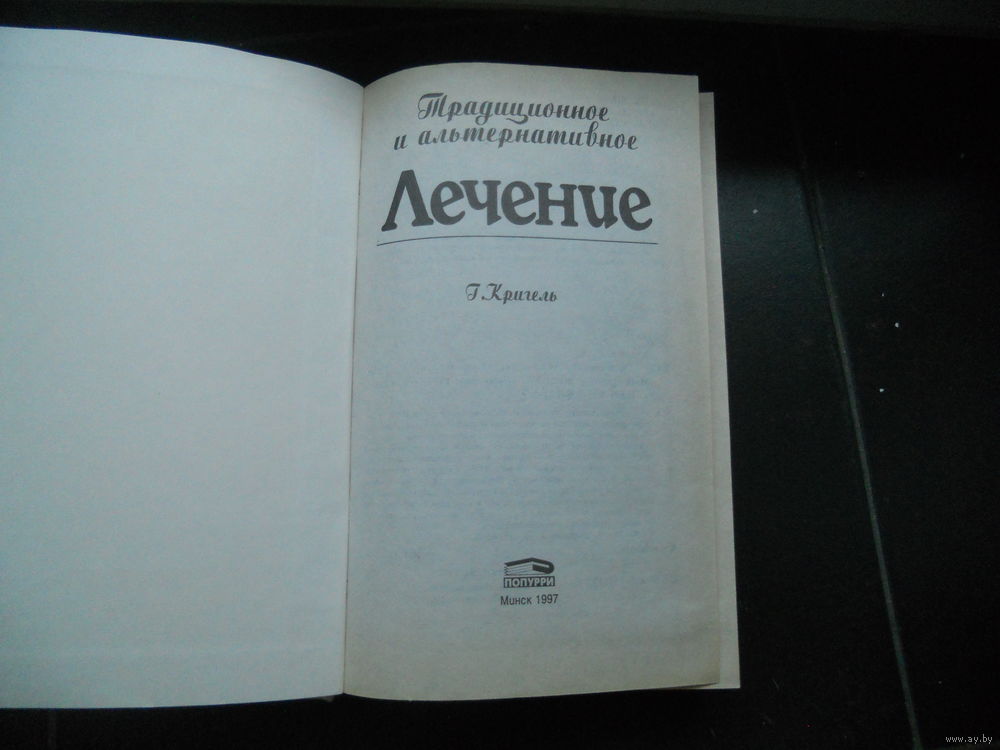 Традиционное
и альтернативное
Лечение
Г.Кригель
ПОПУРРИ
Минск 1997
www.ay.by